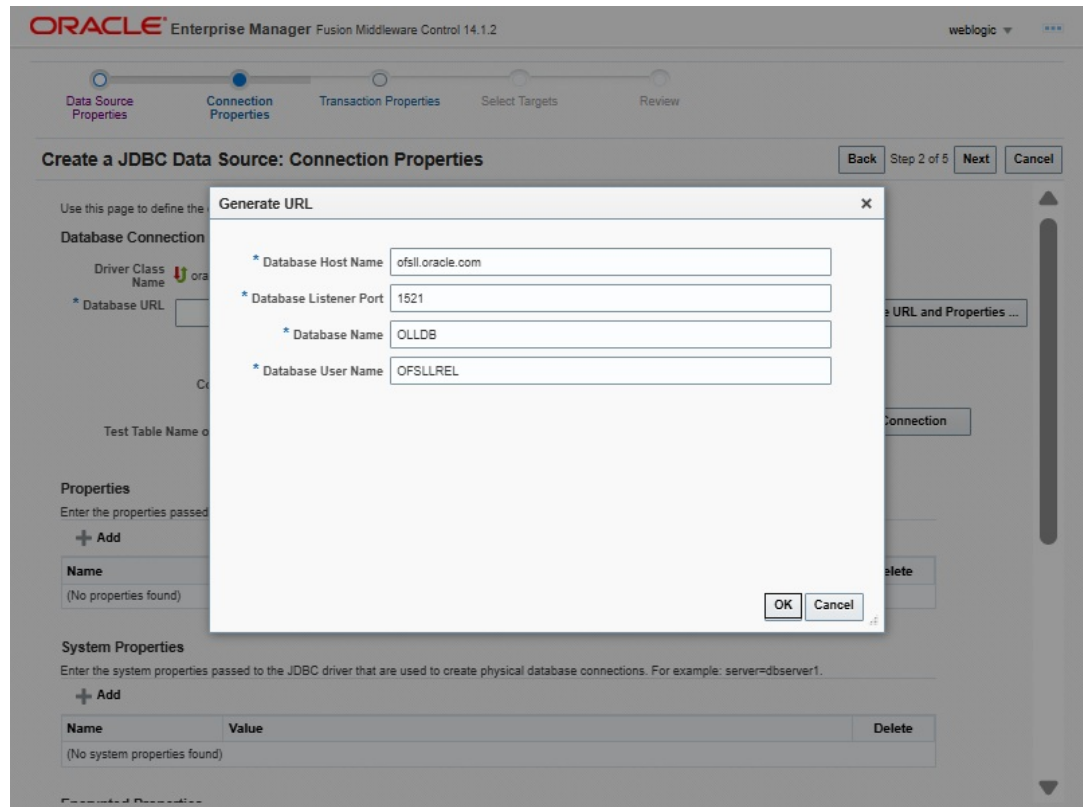 ORACLE Enterprise Manager Fusion Middleware Control 14.1.2 weblogic
Data Source Properties
Connection Properties
Transaction Properties
Select Targets
Review
Create a JDBC Data Source: Connection Properties
Back Step 2 of 5 Next Cancel
Use this page to define the
Generate URL
Database Connection
* Database Host Name ofsll.oracle.com
Driver Class Name ora
* Database Listener Port 1521
* Database URL
URL and Properties ...
* Database Name OLLDB
* Database User Name OFSLLREL
Test Table Name
Connection
Properties
Enter the properties passed
Add
Name
(No properties found)
OK Cancel
System Properties
Enter the system properties passed to the JDBC driver that are used to create physical database connections. For example: server=dbserver1.
Add
Name Value Delete
(No system properties found)